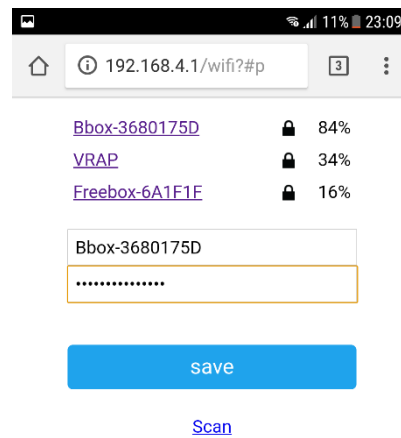 11% 23:09
192.168.4.1/wifi?#p 3
Bbox-3680175D 84%
VRAP 34%
Freebox-6A1F1F 16%
Bbox-3680175D
•••••••••••••••
save
Scan